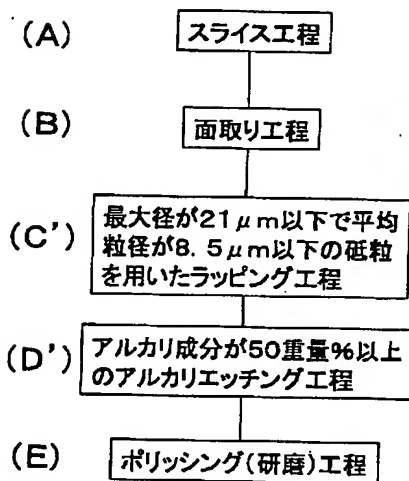 (A) スライス工程
(B) 面取り工程
最大径が21μm以下で平均
(C') 粒径が8.5μm以下の砥粒
を用いたラッピング工程
(D') アルカリ成分が50重量%以上
のアルカリエッチング工程
(E) ポリッシング(研磨)工程